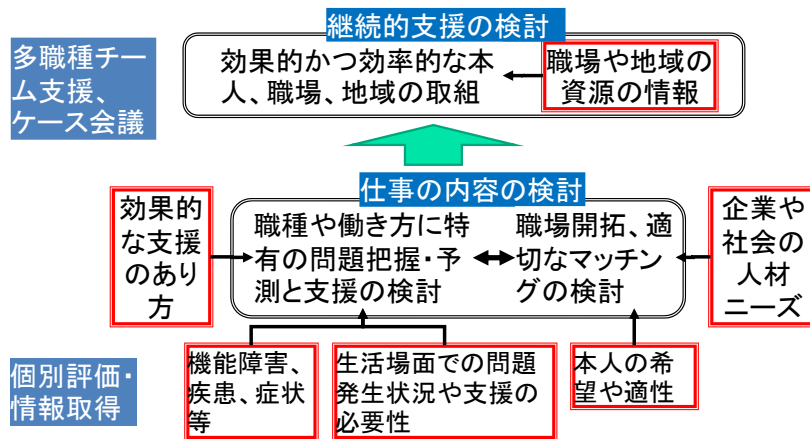 継続的支援の検討
多職種チー
ム支援、
ケース会議
効果的かつ効率的な本
人、職場、地域の取組
職場や地域の
資源の情報
仕事の内容の検討
効果的
な支援
のあり
方
職種や働き方に特
有の問題把握・予
測と支援の検討
職場開拓、適
切なマッチン
グの検討
企業や
社会の
人材
ニーズ
個別評価・
情報取得
機能障害、
疾患、症状
等
生活場面での問題
発生状況や支援の
必要性
本人の希
望や適性